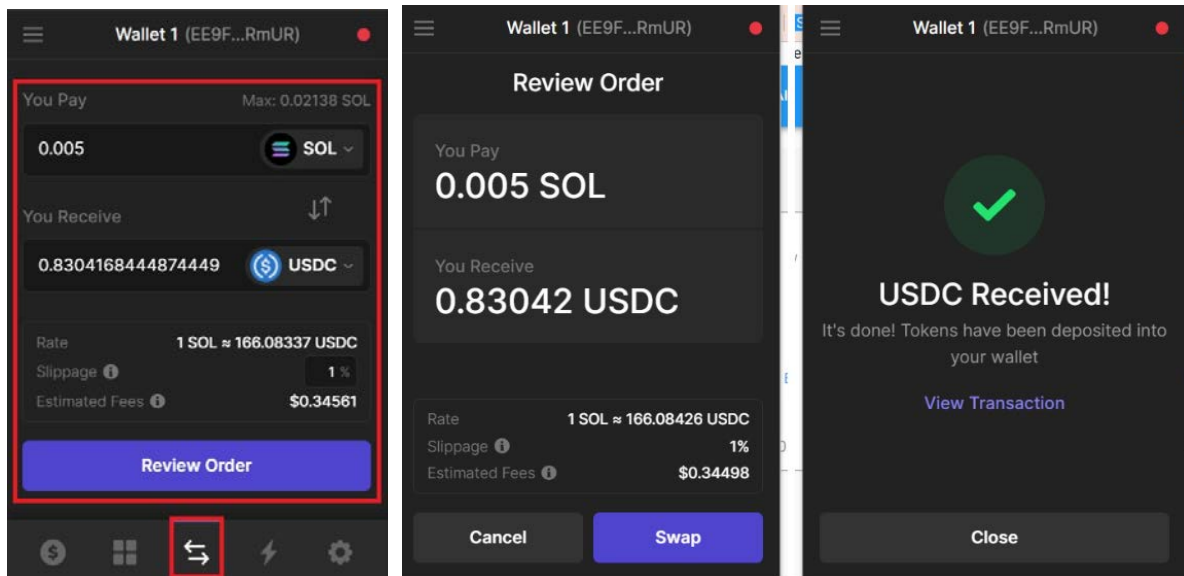 Wallet 1 (EE9F...RmUR)
You Pay
Max: 0.02138 SOL
0.005
SOL
You Receive
0.8304168444874449
USDC
Rate
1 SOL ≈ 166.08337 USDC
Slippage
1 %
Estimated Fees
$0.34561
Review Order
Wallet 1 (EE9F...RmUR)
Review Order
You Pay
0.005 SOL
You Receive
0.83042 USDC
Rate
1 SOL ≈ 166.08426 USDC
Slippage
1%
Estimated Fees
$0.34498
Cancel
Swap
Wallet 1 (EE9F...RmUR)
USDC Received!
It's done! Tokens have been deposited into
your wallet
View Transaction
Close